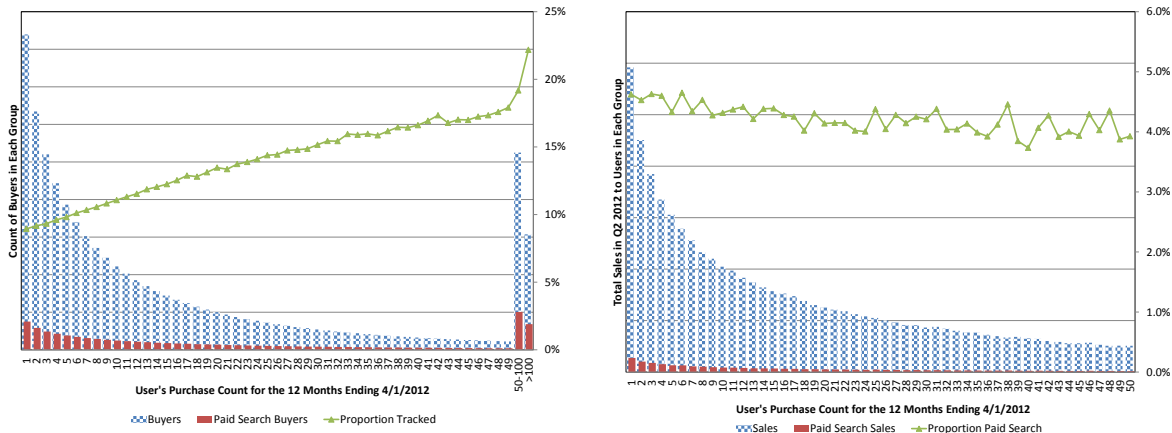 25%
20%
15%
10%
5%
0%
Count of Buyers in Each Group
1 2 3 4 5 6 7 8 9 10 11 12 13 14 15 16 17 18 19 20 21 22 23 24 25 26 27 28 29 30 31 32 33 34 35 36 37 38 39 40 41 42 43 44 45 46 47 48 49 50-100 >100
User's Purchase Count for the 12 Months Ending 4/1/2012
Buyers Paid Search Buyers Proportion Tracked
6.0%
5.0%
4.0%
3.0%
2.0%
1.0%
0.0%
Total Sales in Q2 2012 to Users in Each Group
1 2 3 4 5 6 7 8 9 10 11 12 13 14 15 16 17 18 19 20 21 22 23 24 25 26 27 28 29 30 31 32 33 34 35 36 37 38 39 40 41 42 43 44 45 46 47 48 49 50
User's Purchase Count for the 12 Months Ending 4/1/2012
Sales Paid Search Sales Proportion Paid Search